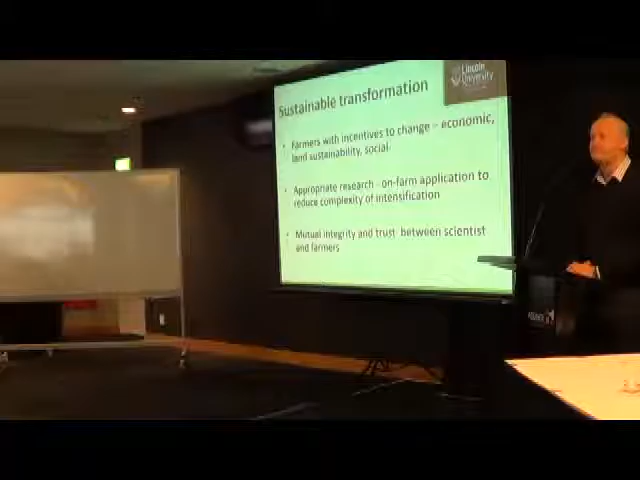 Lincoln
University
Sustainable transformation
• Farmers with incentives to change – economic,
land sustainability, social
• Appropriate research - on-farm application to
reduce complexity of intensification
• Mutual integrity and trust between scientist
and farmers